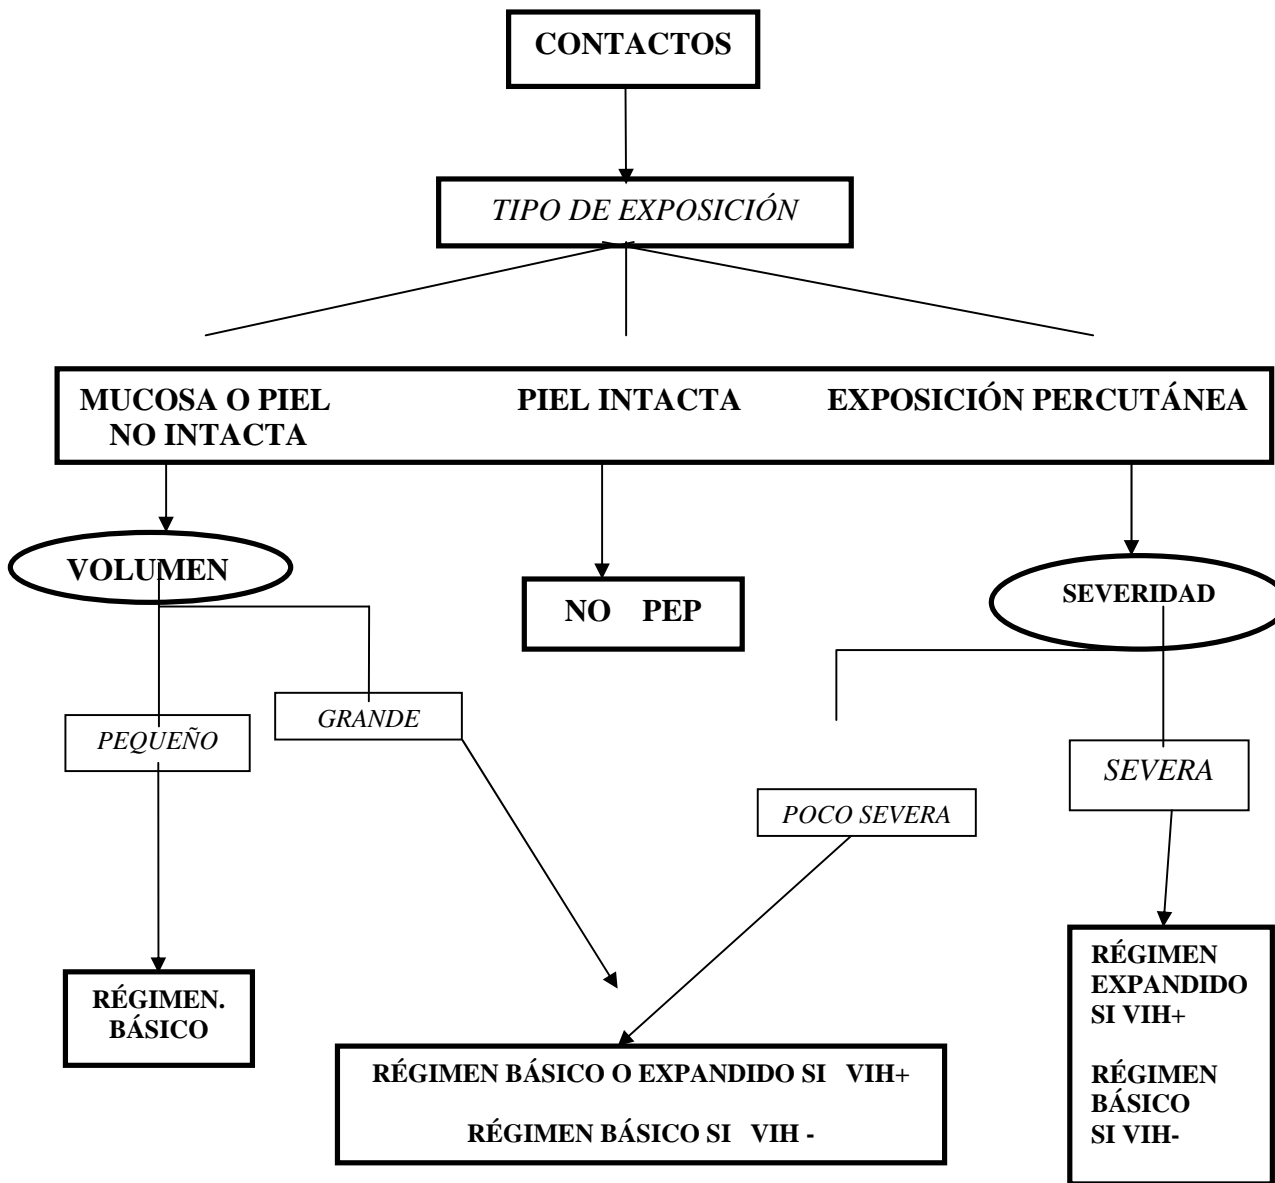 CONTACTOS
TIPO DE EXPOSICIÓN
MUCOSA O PIEL
NO INTACTA
PIEL INTACTA
EXPOSICIÓN PERCUTÁNEA
VOLUMEN
NO PEP
SEVERIDAD
PEQUEÑO
GRANDE
POCO SEVERA
SEVERA
RÉGIMEN.
BÁSICO
RÉGIMEN BÁSICO O EXPANDIDO SI VIH+
RÉGIMEN BÁSICO SI VIH -
RÉGIMEN
EXPANDIDO
SI VIH+
RÉGIMEN
BÁSICO
SI VIH-